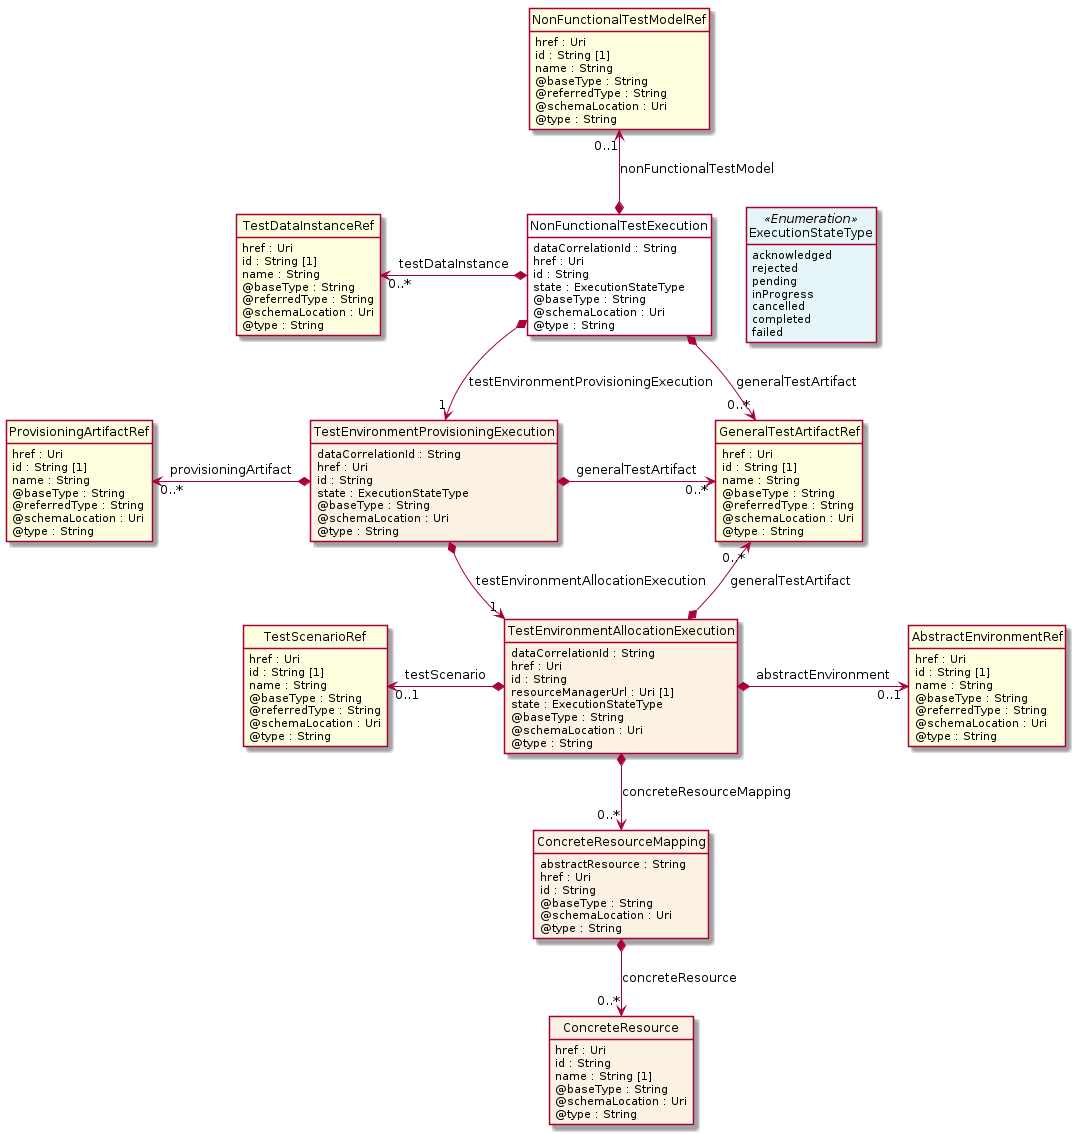 NonFunctionalTestModelRef
href : Uri
id : String [1]
name : String
@baseType : String
@referredType : String
@schemaLocation : Uri
@type : String
0..1
nonFunctionalTestModel
TestDataInstanceRef
href : Uri
id : String [1]
name : String
@baseType : String
@referredType : String
@schemaLocation : Uri
@type : String
testDataInstance
0..*
NonFunctionalTestExecution
dataCorrelationId : String
href : Uri
id : String
state : ExecutionStateType
@baseType : String
@schemaLocation : Uri
@type : String
«Enumeration»
ExecutionStateType
acknowledged
rejected
pending
inProgress
cancelled
completed
failed
testEnvironmentProvisioningExecution
1
generalTestArtifact
0..*
ProvisioningArtifactRef
href : Uri
id : String [1]
name : String
@baseType : String
@referredType : String
@schemaLocation : Uri
@type : String
provisioningArtifact
0..*
TestEnvironmentProvisioningExecution
dataCorrelationId : String
href : Uri
id : String
state : ExecutionStateType
@baseType : String
@schemaLocation : Uri
@type : String
generalTestArtifact
0..*
GeneralTestArtifactRef
href : Uri
id : String [1]
name : String
@baseType : String
@referredType : String
@schemaLocation : Uri
@type : String
testEnvironmentAllocationExecution
1
0..*
generalTestArtifact
TestScenarioRef
href : Uri
id : String [1]
name : String
@baseType : String
@referredType : String
@schemaLocation : Uri
@type : String
testScenario
0..1
TestEnvironmentAllocationExecution
dataCorrelationId : String
href : Uri
id : String
resourceManagerUrl : Uri [1]
state : ExecutionStateType
@baseType : String
@schemaLocation : Uri
@type : String
abstractEnvironment
0..1
AbstractEnvironmentRef
href : Uri
id : String [1]
name : String
@baseType : String
@referredType : String
@schemaLocation : Uri
@type : String
concreteResourceMapping
0..*
ConcreteResourceMapping
abstractResource : String
href : Uri
id : String
@baseType : String
@schemaLocation : Uri
@type : String
concreteResource
0..*
ConcreteResource
href : Uri
id : String
name : String [1]
@baseType : String
@schemaLocation : Uri
@type : String